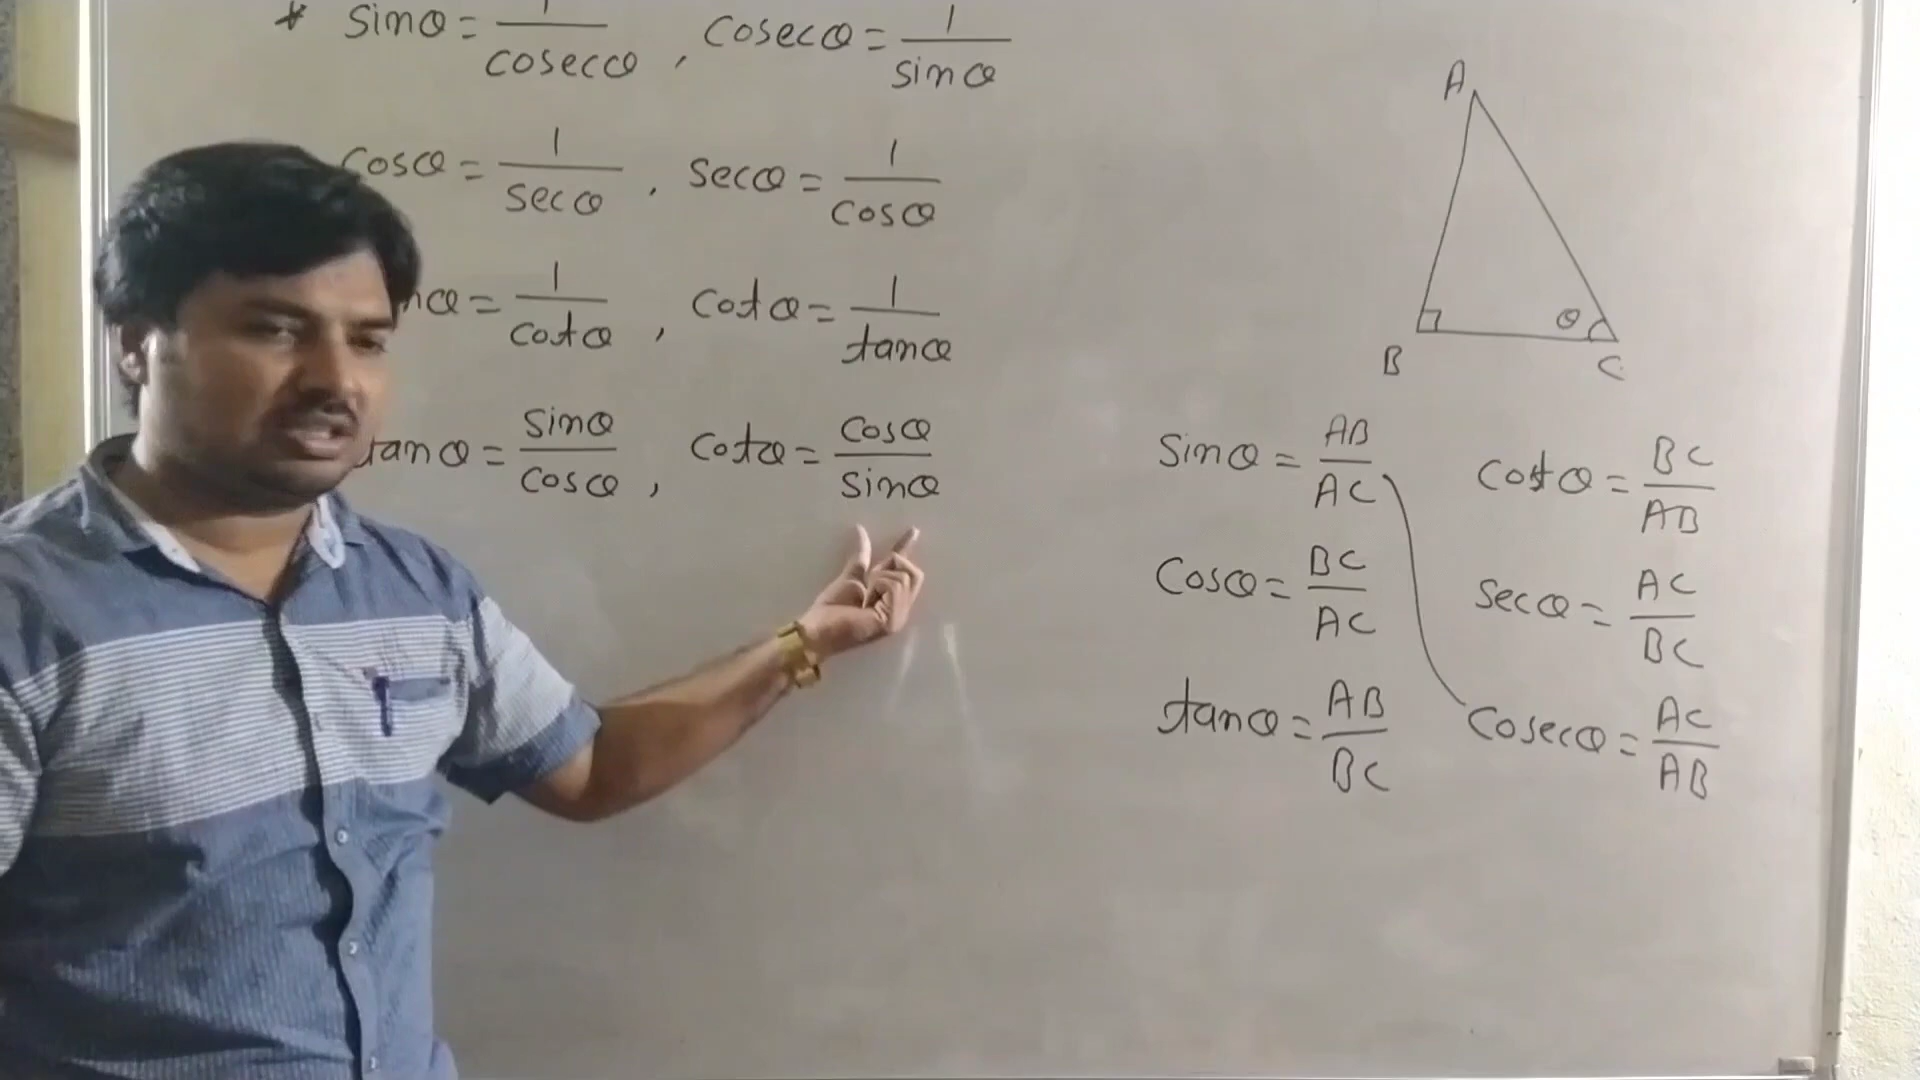 * sinθ = 1/cosecθ , cosecθ = 1/sinθ
cosθ = 1/secθ , secθ = 1/cosθ
nθ = 1/cotθ , cotθ = 1/tanθ
tanθ = sinθ/cosθ , cotθ = cosθ/sinθ
A
B
θ
C
sinθ = AB/AC
cosθ = BC/AC
tanθ = AB/BC
cotθ = BC/AB
secθ = AC/BC
cosecθ = AC/AB